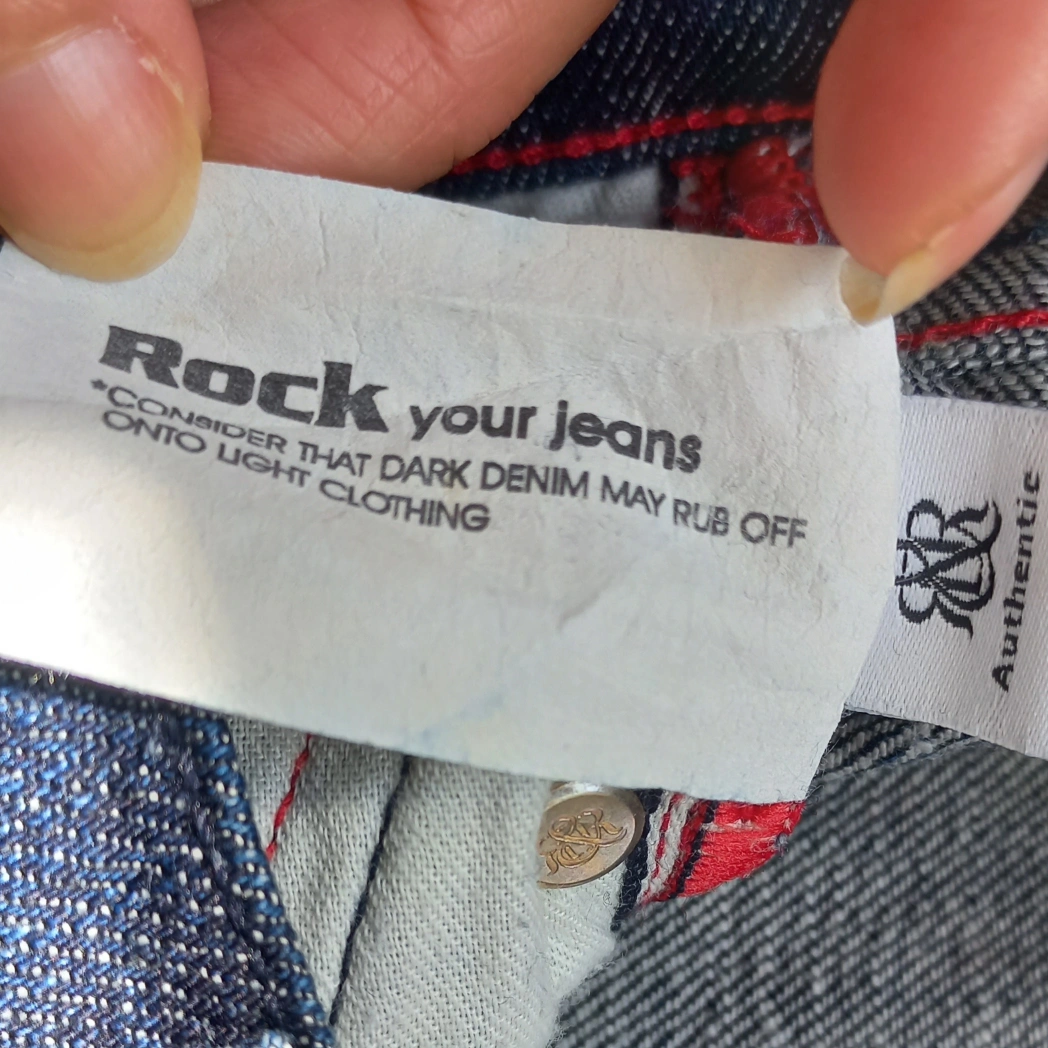 Rock your jeans
*CONSIDER THAT DARK DENIM MAY RUB OFF
ONTO LIGHT CLOTHING
Authentic